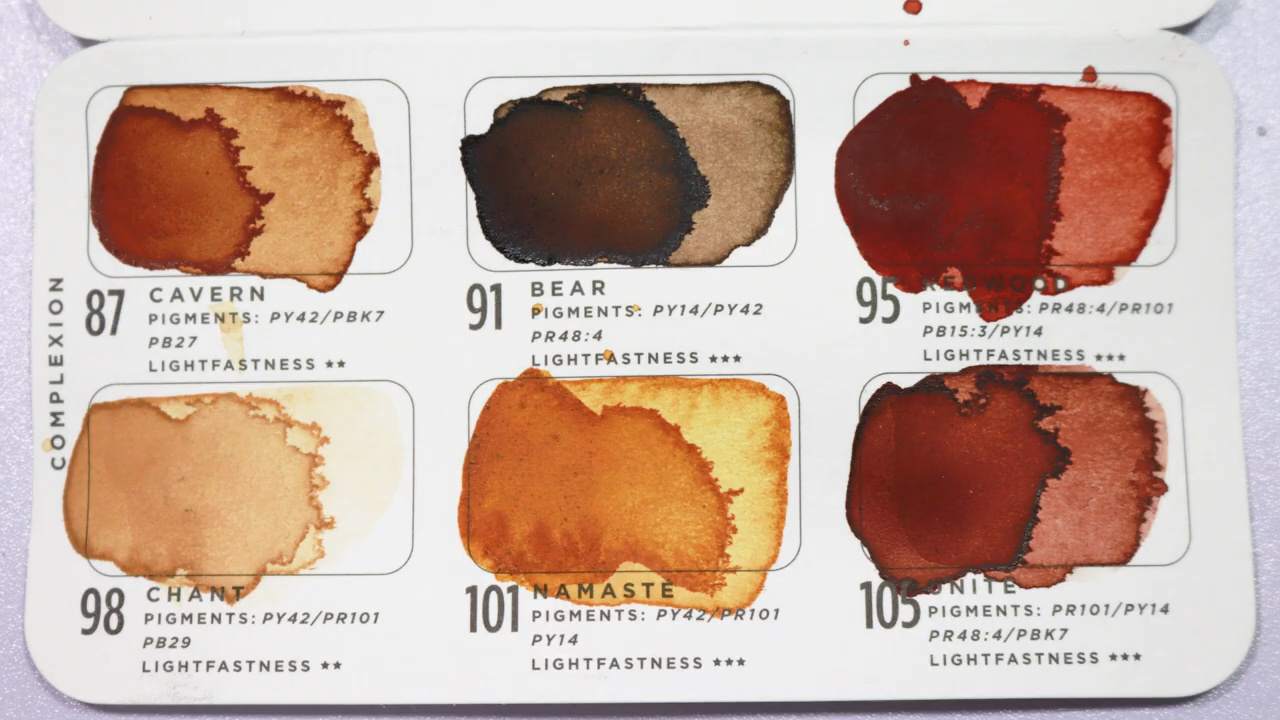 COMPLEXION
87 CAVERN
PIGMENTS: PY42/PBK7
PB27
LIGHTFASTNESS ★★
91 BEAR
PIGMENTS: PY14/PY42
PR48:4
LIGHTFASTNESS ★★★
95 REDWOOD
PIGMENTS: PR48:4/PR101
PB15:3/PY14
LIGHTFASTNESS ★★★
98 CHANT
PIGMENTS: PY42/PR101
PB29
LIGHTFASTNESS ★★
101 NAMASTE
PIGMENTS: PY42/PR101
PY14
LIGHTFASTNESS ★★★
105 UNITE
PIGMENTS: PR101/PY14
PR48:4/PBK7
LIGHTFASTNESS ★★★